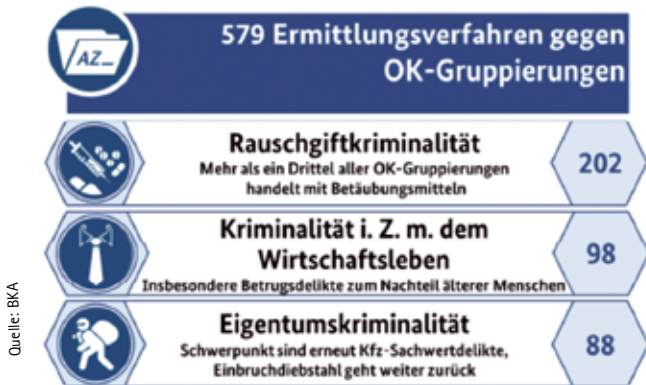 AZ_
579 Ermittlungsverfahren gegen
OK-Gruppierungen
Rauschgiftkriminalität
Mehr als ein Drittel aller OK-Gruppierungen
handelt mit Betäubungsmitteln
202
Kriminalität i. Z. m. dem
Wirtschaftsleben
Insbesondere Betrugsdelikte zum Nachteil älterer Menschen
98
Eigentumskriminalität
Schwerpunkt sind erneut Kfz-Sachwertdelikte,
Einbruchdiebstahl geht weiter zurück
88
Quelle: BKA